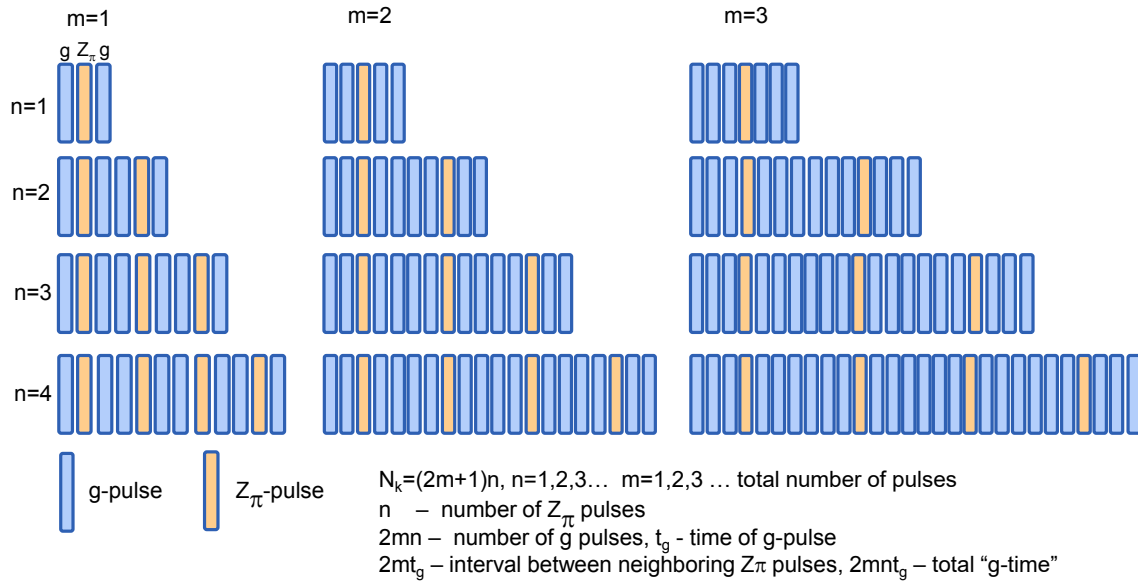 m=1 m=2 m=3
g Zπ g
n=1
n=2
n=3
n=4
g-pulse Zπ-pulse
Nk=(2m+1)n, n=1,2,3… m=1,2,3 … total number of pulses
n – number of Zπ pulses
2mn – number of g pulses, tg - time of g-pulse
2mtg – interval between neighboring Zπ pulses, 2mntg – total “g-time”